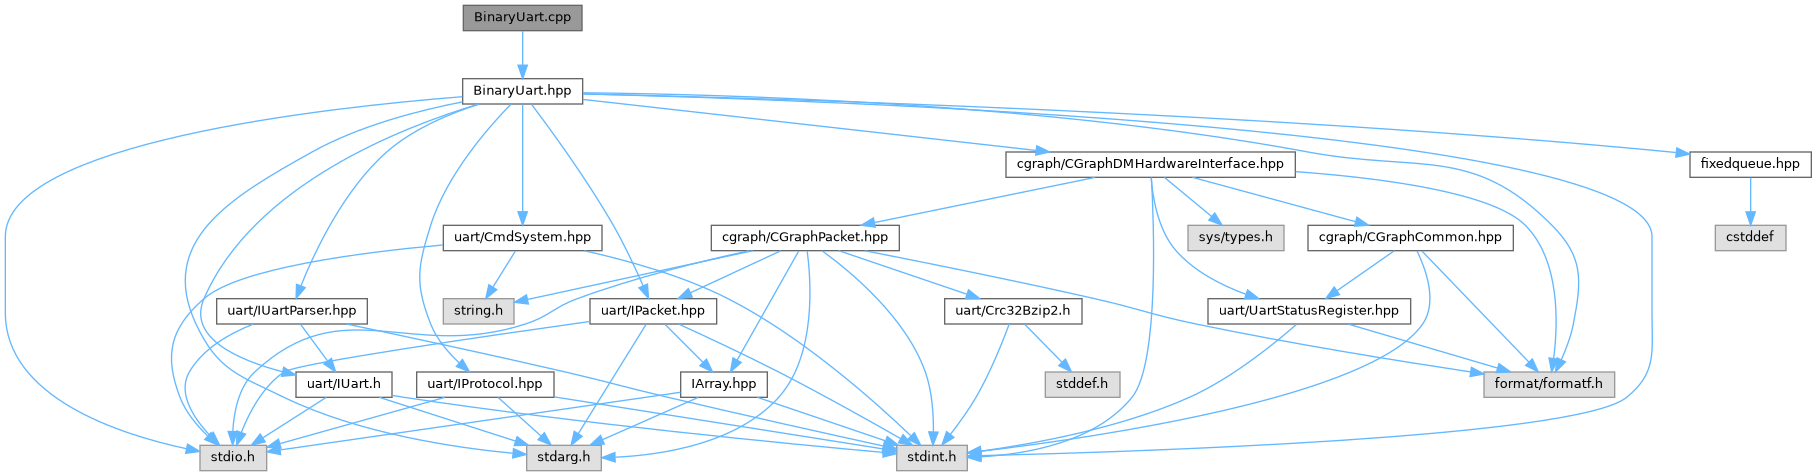 BinaryUart.cpp
BinaryUart.hpp
cgraph/CGraphDMHardwareInterface.hpp
fixedqueue.hpp
uart/CmdSystem.hpp
cgraph/CGraphPacket.hpp
sys/types.h
cgraph/CGraphCommon.hpp
cstddef
uart/IUartParser.hpp
string.h
uart/IPacket.hpp
uart/Crc32Bzip2.h
uart/UartStatusRegister.hpp
uart/IUart.h
uart/IProtocol.hpp
IArray.hpp
stddef.h
format/formatf.h
stdio.h
stdarg.h
stdint.h